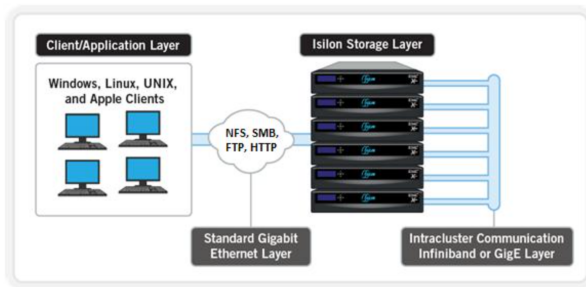 Client/Application Layer
Isilon Storage Layer
Windows, Linux, UNIX,
and Apple Clients
NFS, SMB,
FTP, HTTP
Standard Gigabit
Ethernet Layer
Intracluster Communication
Infiniband or GigE Layer